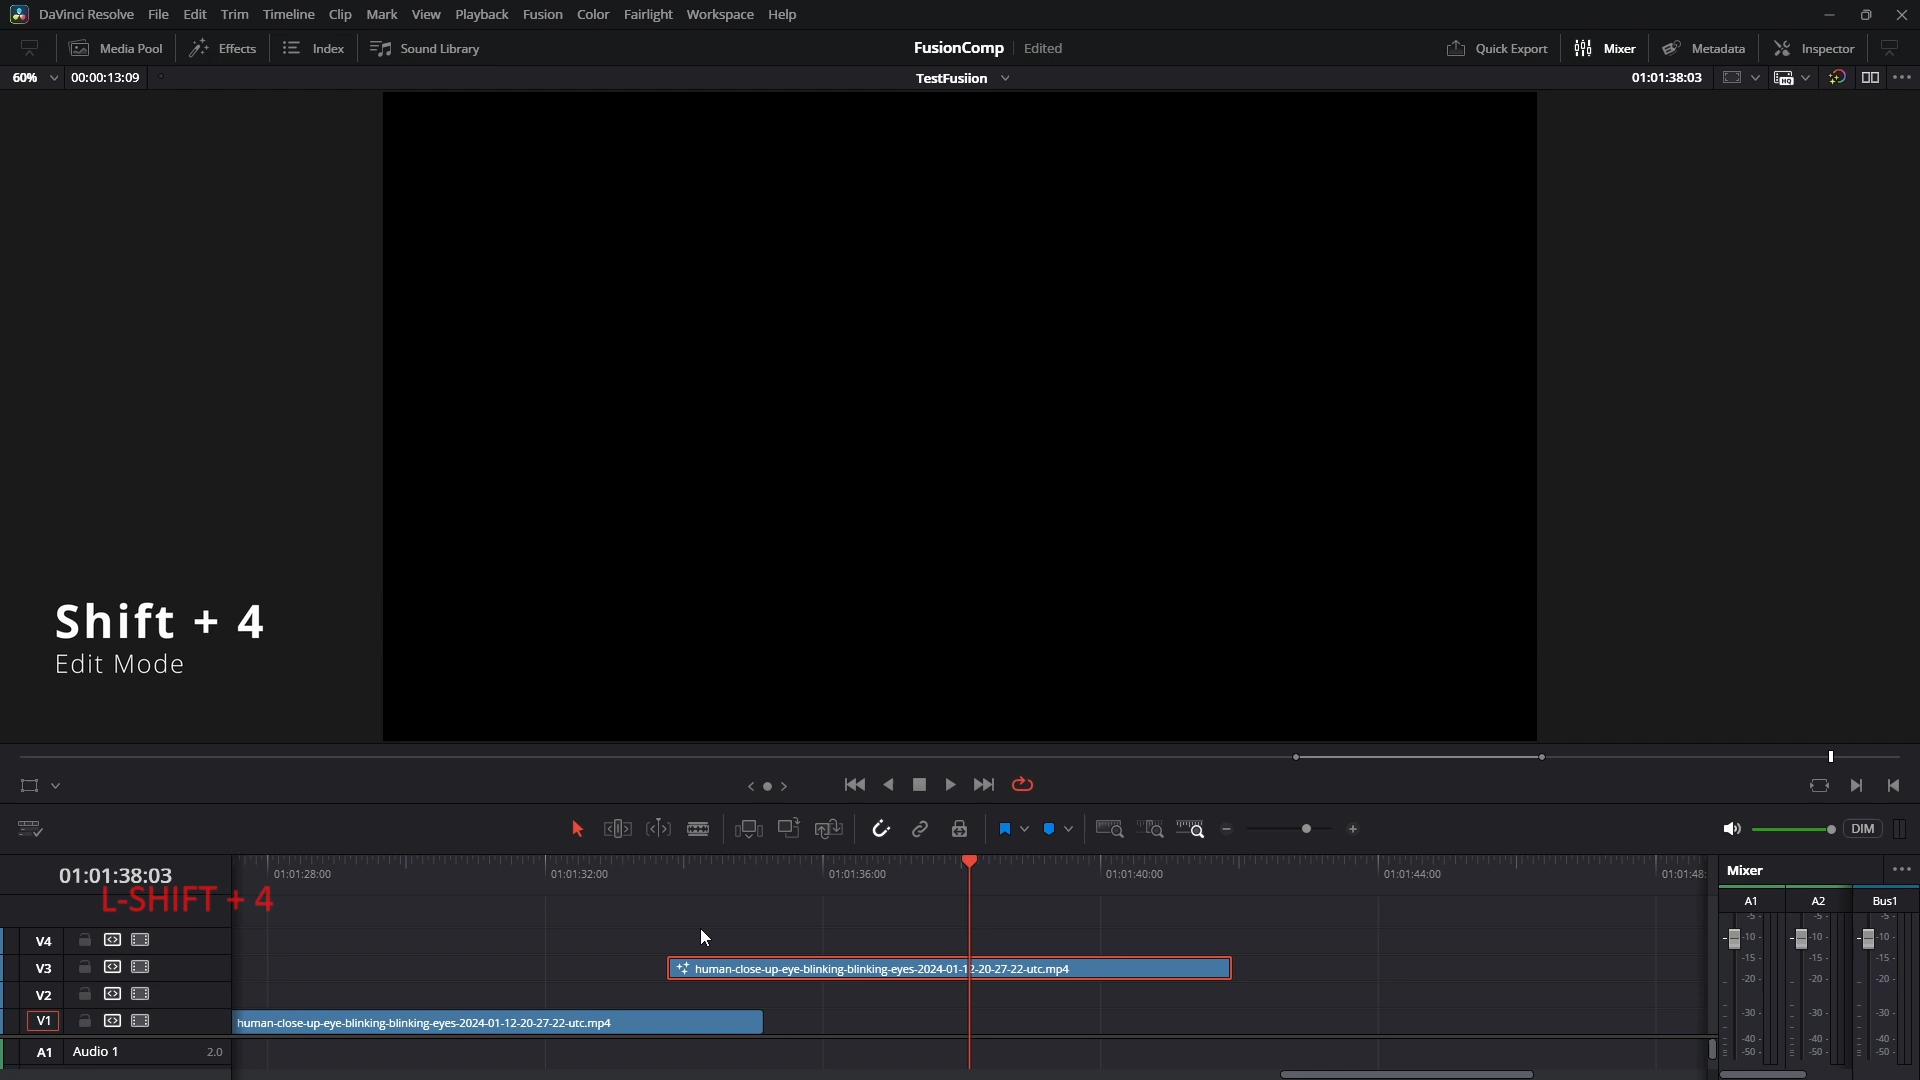 DaVinci Resolve File Edit Trim Timeline Clip Mark View Playback Fusion Color Fairlight Workspace Help
Media Pool Effects Index Sound Library FusionComp Edited Quick Export Mixer Metadata Inspector
60% 00:00:13:09 TestFusiion 01:01:38:03 HQ
Shift + 4
Edit Mode
DIM
01:01:38:03 01:01:28:00 01:01:32:00 01:01:36:00 01:01:40:00 01:01:44:00 01:01:48: Mixer
L-SHIFT + 4
A1 A2 Bus1
-5- -5- -5-
V4 -10- -10- -10-
-15- -15- -15-
V3 human-close-up-eye-blinking-blinking-eyes-2024-01-12-20-27-22-utc.mp4
-20- -20- -20-
V2
-30- -30- -30-
V1 human-close-up-eye-blinking-blinking-eyes-2024-01-12-20-27-22-utc.mp4
-40- -40- -40-
A1 Audio 1 2.0 -50- -50- -50-